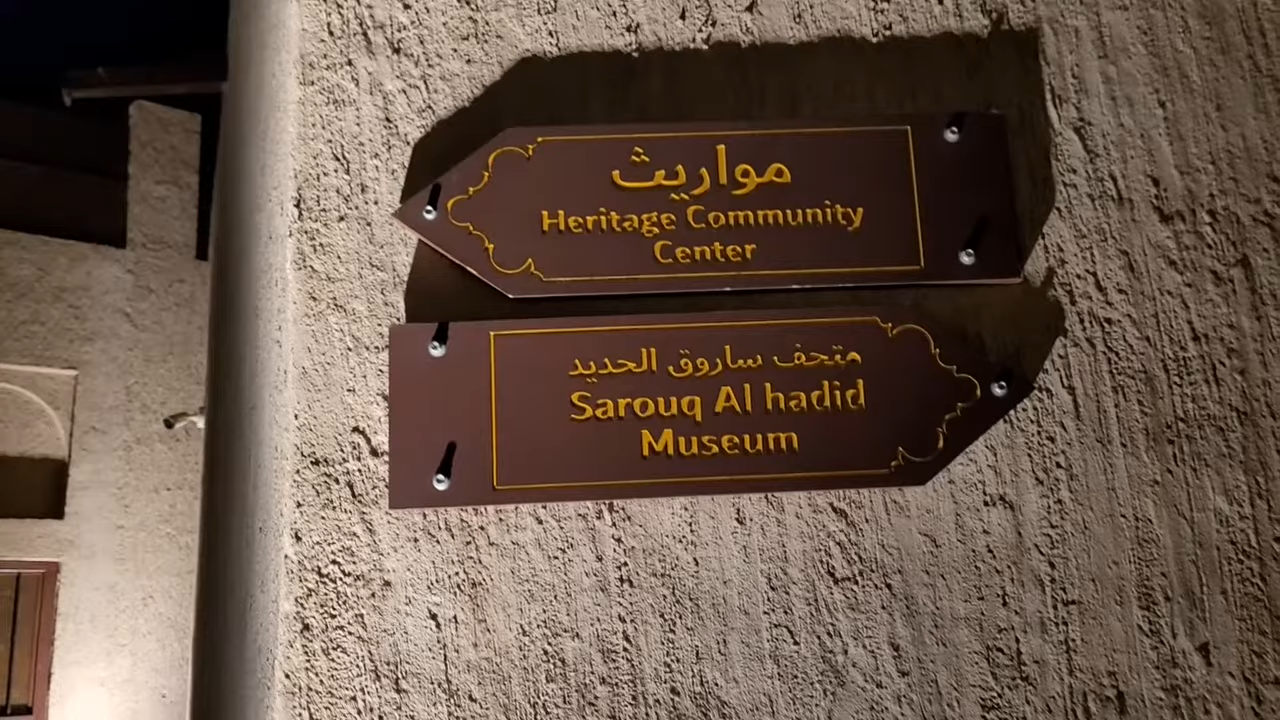 مواريث
Heritage Community
Center
متحف ساروق الحديد
Sarouq Al hadid
Museum